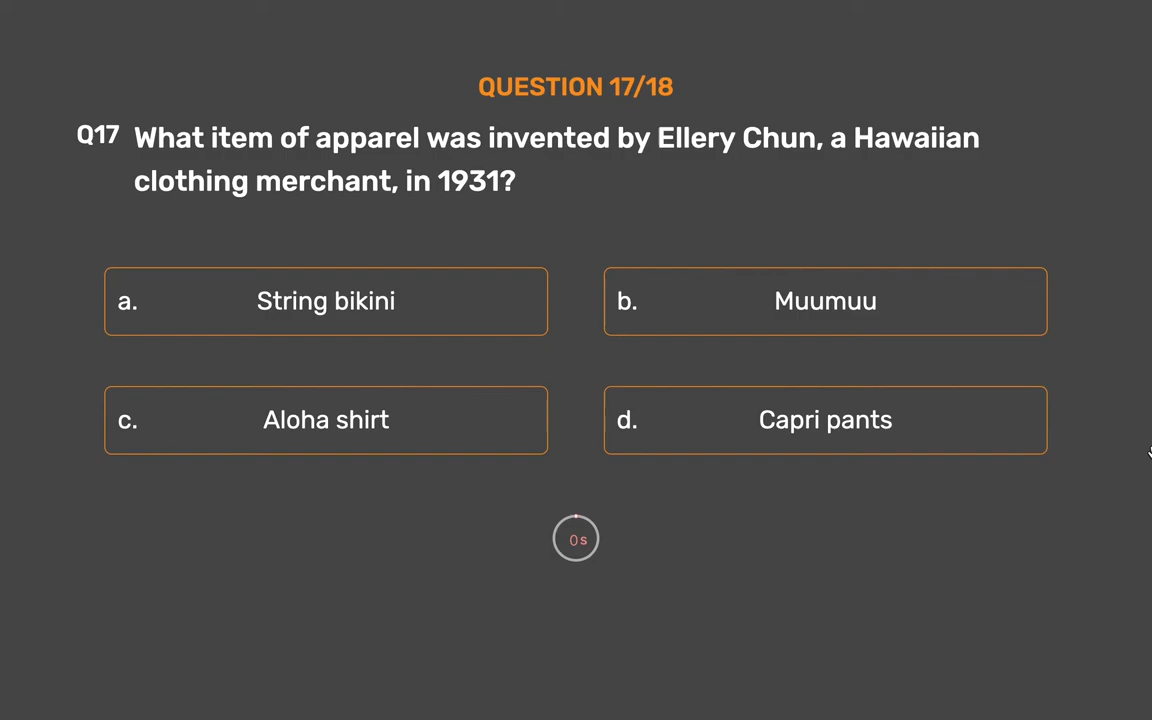 QUESTION 17/18
Q17 What item of apparel was invented by Ellery Chun, a Hawaiian
clothing merchant, in 1931?
a. String bikini
b. Muumuu
c. Aloha shirt
d. Capri pants
0s